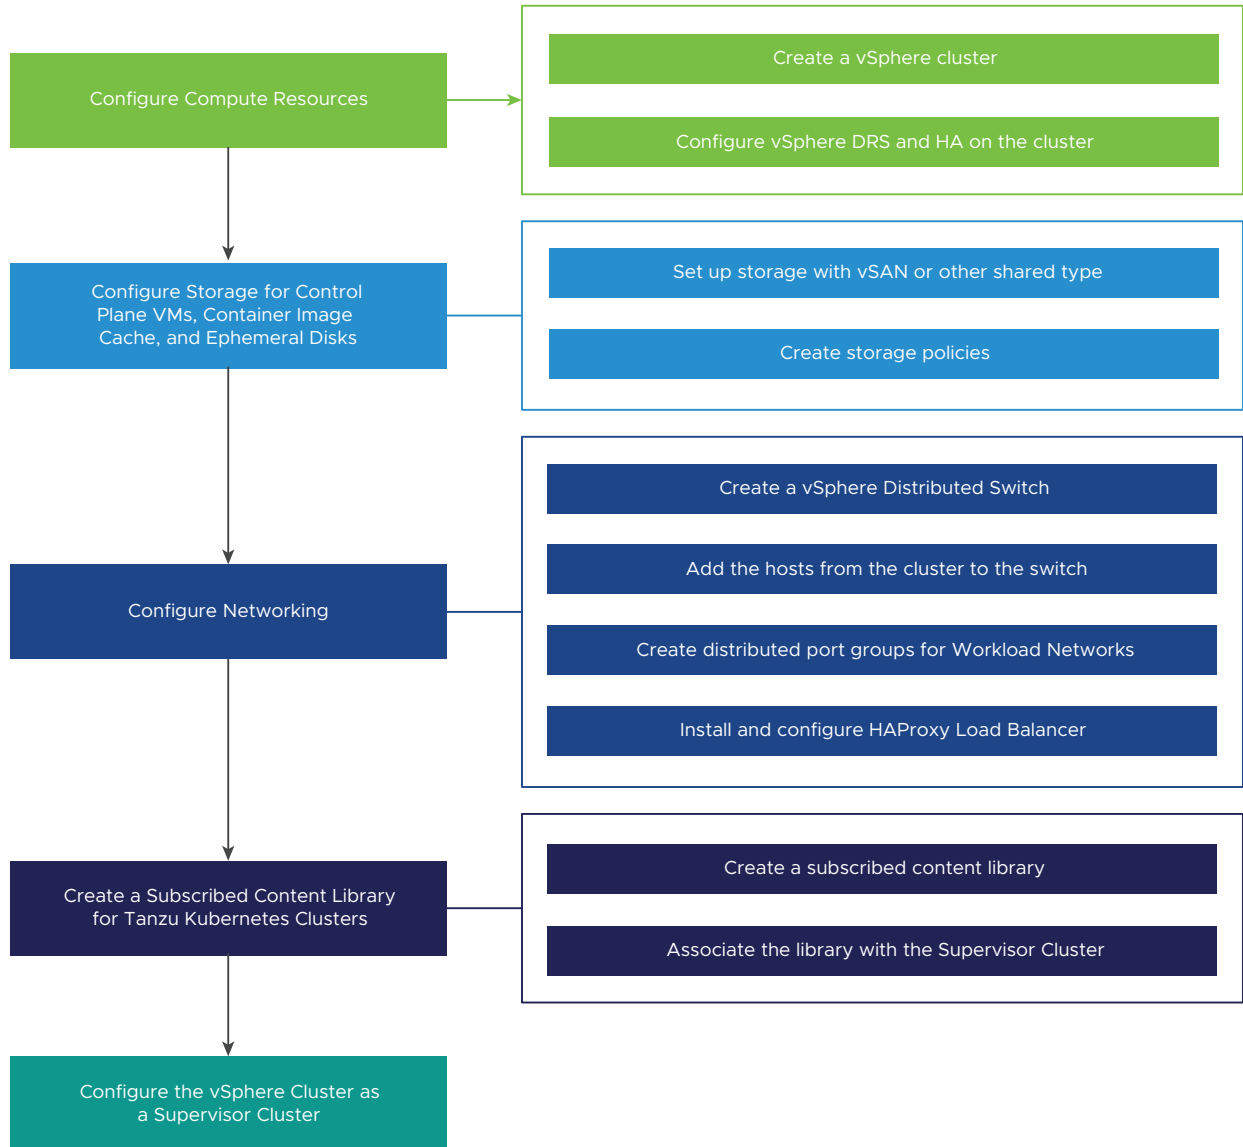 Configure Compute Resources
Create a vSphere cluster
Configure vSphere DRS and HA on the cluster
Configure Storage for Control
Plane VMs, Container Image
Cache, and Ephemeral Disks
Set up storage with vSAN or other shared type
Create storage policies
Configure Networking
Create a vSphere Distributed Switch
Add the hosts from the cluster to the switch
Create distributed port groups for Workload Networks
Install and configure HAProxy Load Balancer
Create a Subscribed Content Library
for Tanzu Kubernetes Clusters
Create a subscribed content library
Associate the library with the Supervisor Cluster
Configure the vSphere Cluster as
a Supervisor Cluster